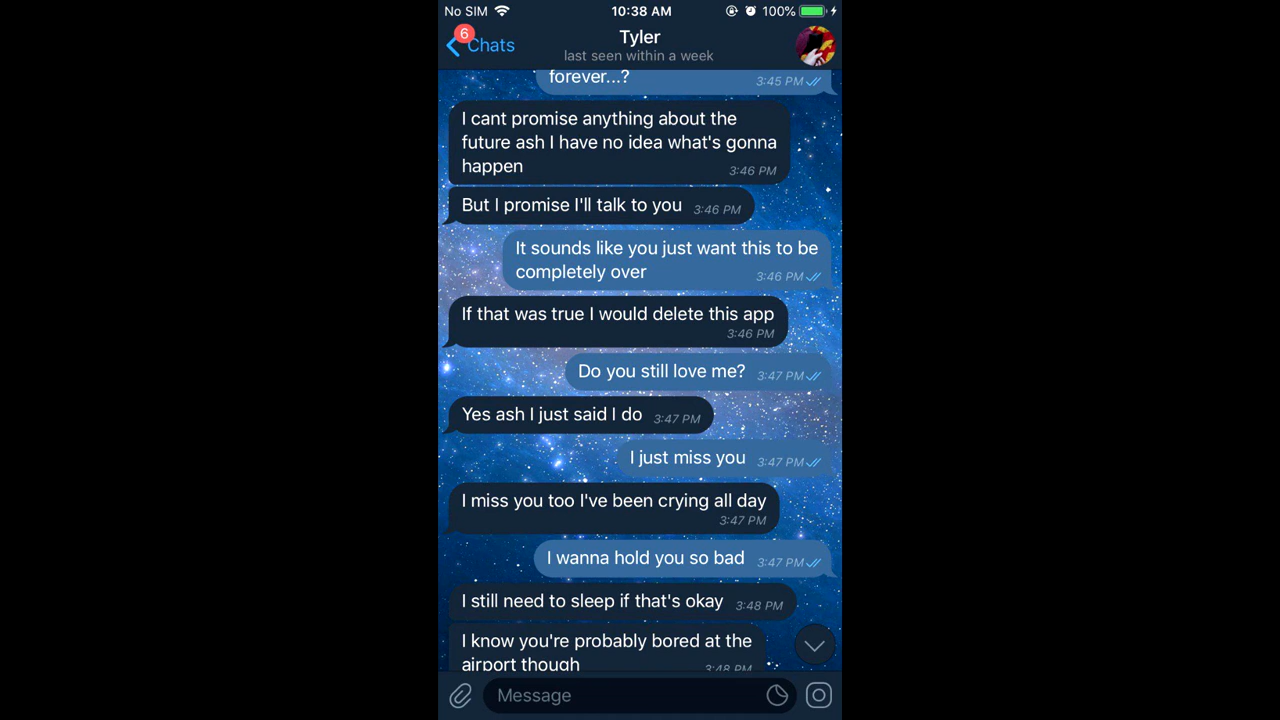 No SIM 10:38 AM 100%
6
Chats Tyler
last seen within a week
forever...? 3:45 PM
I cant promise anything about the
future ash I have no idea what's gonna
happen 3:46 PM
But I promise I'll talk to you 3:46 PM
It sounds like you just want this to be
completely over 3:46 PM
If that was true I would delete this app
3:46 PM
Do you still love me? 3:47 PM
Yes ash I just said I do 3:47 PM
I just miss you 3:47 PM
I miss you too I've been crying all day
3:47 PM
I wanna hold you so bad 3:47 PM
I still need to sleep if that's okay 3:48 PM
I know you're probably bored at the
airport though 3:48 PM
Message